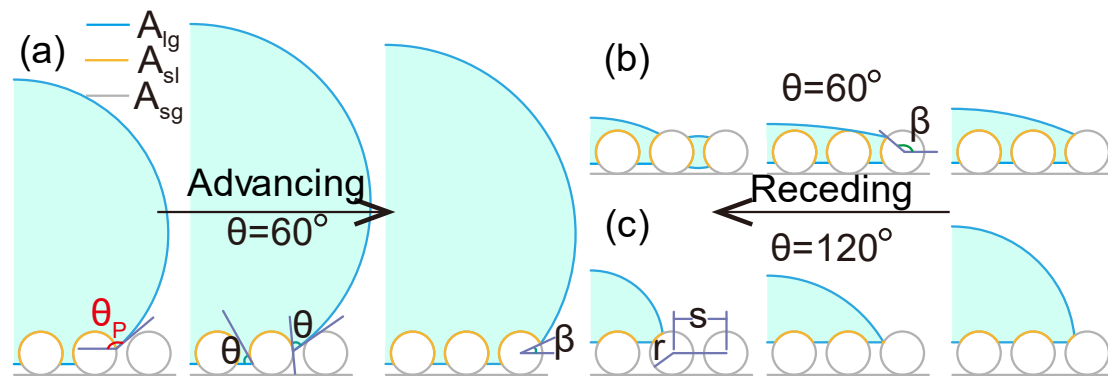 (a)
A_lg
A_sl
A_sg
θ_P
Advancing
θ=60°
θ
θ
β
(b)
θ=60°
β
Receding
(c)
θ=120°
s
r